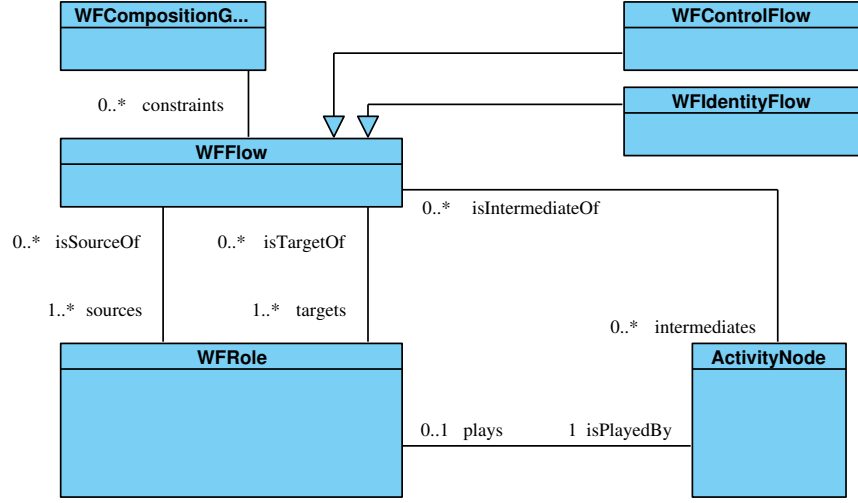 WFCompositionG...
WFControlFlow
WFIdentityFlow
0..* constraints
WFFlow
0..* isIntermediateOf
0..* isSourceOf
0..* isTargetOf
1..* sources
1..* targets
0..* intermediates
WFRole
ActivityNode
0..1 plays
1 isPlayedBy